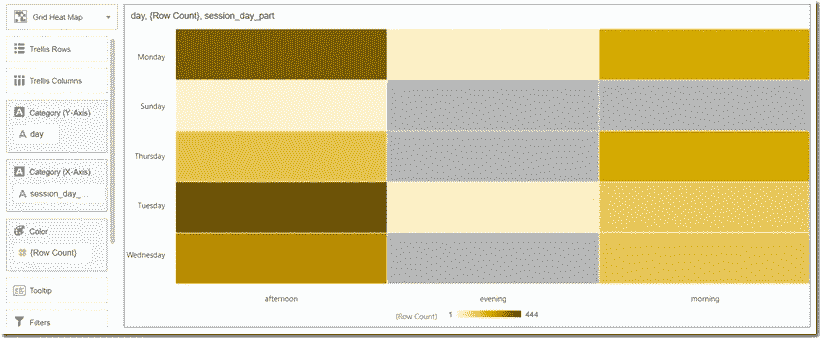 Grid Heat Map
Trellis Rows
Trellis Columns
Category (Y-Axis)
A day
Category (X-Axis)
A session_day_...
Color
# {Row Count}
Tooltip
Filters
day, {Row Count}, session_day_part
Monday
Sunday
Thursday
Tuesday
Wednesday
afternoon evening morning
{Row Count} 1 444